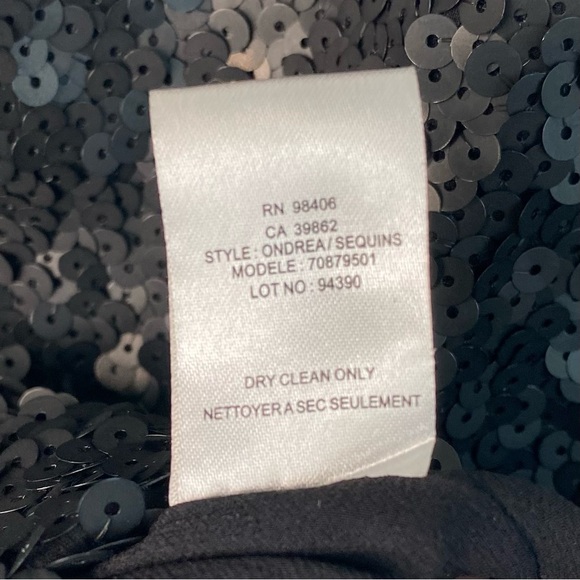 RN 98406
CA 39862
STYLE : ONDREA / SEQUINS
MODELE : 70879501
LOT NO : 94390
DRY CLEAN ONLY
NETTOYER A SEC SEULEMENT